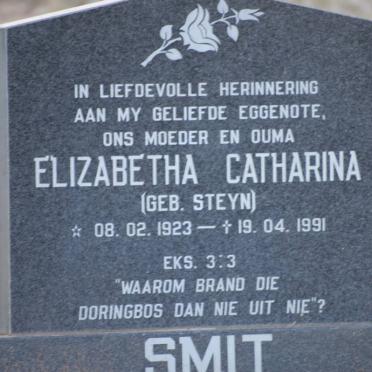 IN LIEFDEVOLLE HERINNERING
AAN MY GELIEFDE EGGENOTE,
ONS MOEDER EN OUMA
ELIZABETHA CATHARINA
(GEB. STEYN)
☆ 08. 02. 1923 — † 19. 04. 1991
EKS. 3:3
"WAAROM BRAND DIE
DORINGBOS DAN NIE UIT NIE"?
SMIT